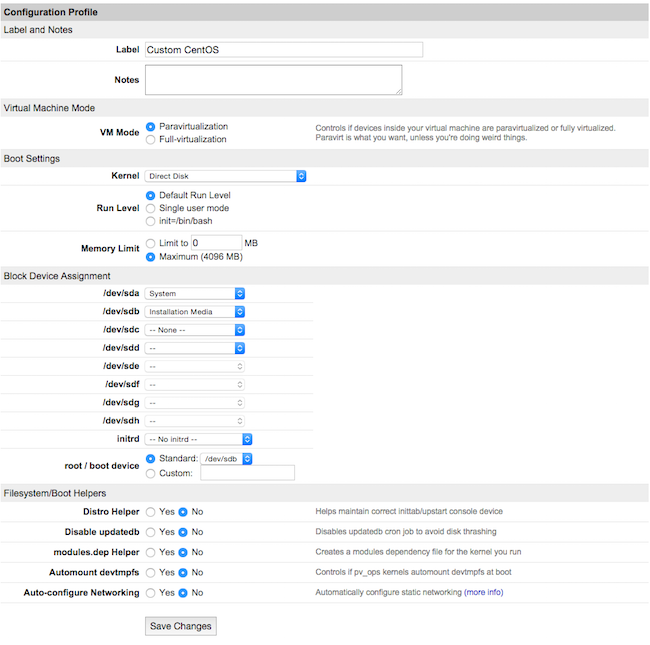 Configuration Profile
Label and Notes
Label Custom CentOS
Notes
Virtual Machine Mode
VM Mode Paravirtualization
Full-virtualization
Controls if devices inside your virtual machine are paravirtualized or fully virtualized.
Paravirt is what you want, unless you're doing weird things.
Boot Settings
Kernel Direct Disk
Run Level Default Run Level
Single user mode
init=/bin/bash
Memory Limit Limit to 0 MB
Maximum (4096 MB)
Block Device Assignment
/dev/sda System
/dev/sdb Installation Media
/dev/sdc -- None --
/dev/sdd --
/dev/sde --
/dev/sdf --
/dev/sdg --
/dev/sdh --
initrd -- No initrd --
root / boot device Standard: /dev/sdb
Custom:
Filesystem/Boot Helpers
Distro Helper Yes No Helps maintain correct inittab/upstart console device
Disable updatedb Yes No Disables updatedb cron job to avoid disk thrashing
modules.dep Helper Yes No Creates a modules dependency file for the kernel you run
Automount devtmpfs Yes No Controls if pv_ops kernels automount devtmpfs at boot
Auto-configure Networking Yes No Automatically configure static networking (more info)
Save Changes